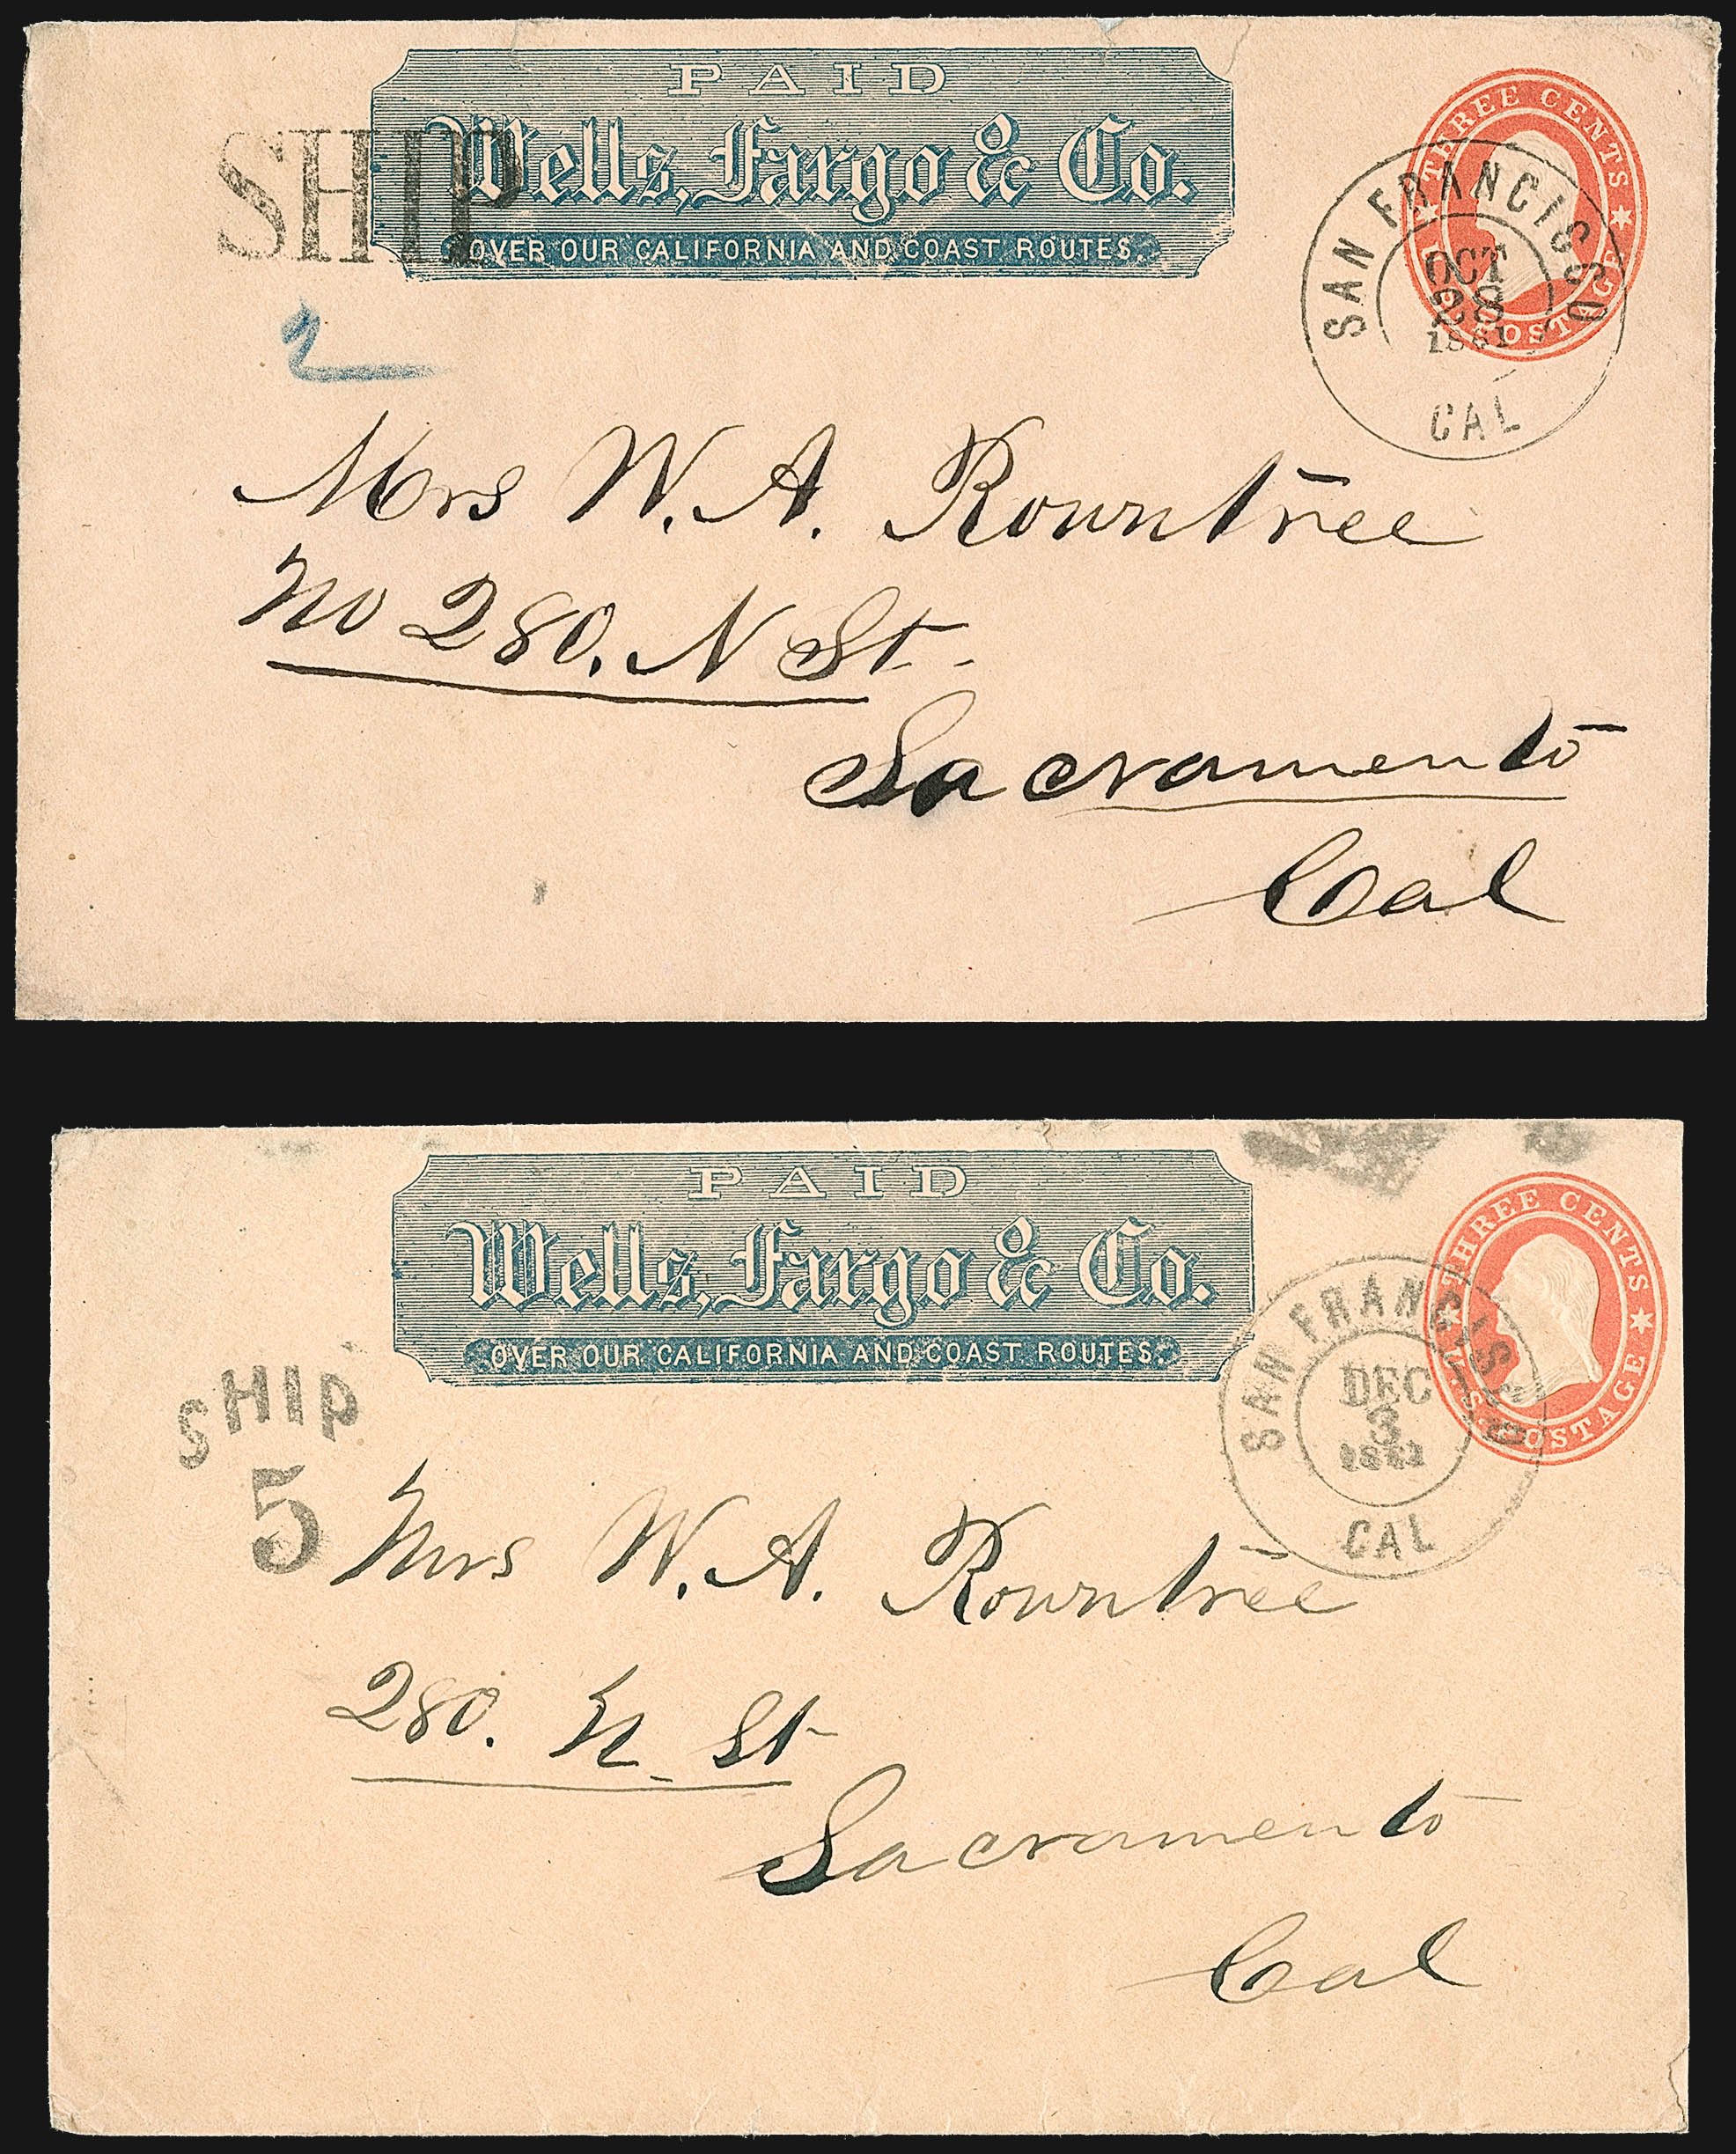 PAID
Wells, Fargo & Co.
OVER OUR CALIFORNIA AND COAST ROUTES.
SHIP
THREE CENTS
U.S. POSTAGE
SAN FRANCISCO
OCT
28
1861
CAL
2
Mrs W. A. Rowntree
No 280. N St.
Sacramento
Cal
PAID
Wells, Fargo & Co.
OVER OUR CALIFORNIA AND COAST ROUTES.
THREE CENTS
U.S. POSTAGE
SAN FRANCISCO
DEC
3
CAL
SHIP
5
Mrs W. A. Rowntree
280. N St
Sacramento
Cal